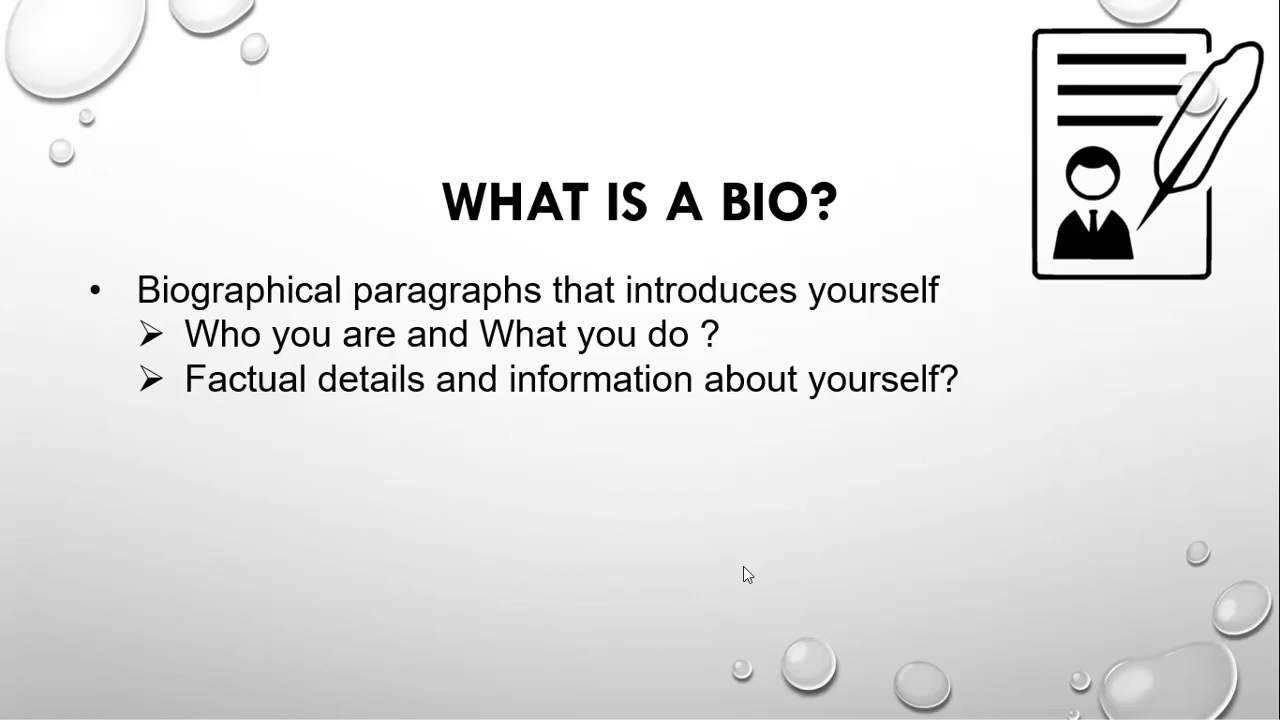 WHAT IS A BIO?
• Biographical paragraphs that introduces yourself
➢ Who you are and What you do ?
➢ Factual details and information about yourself?